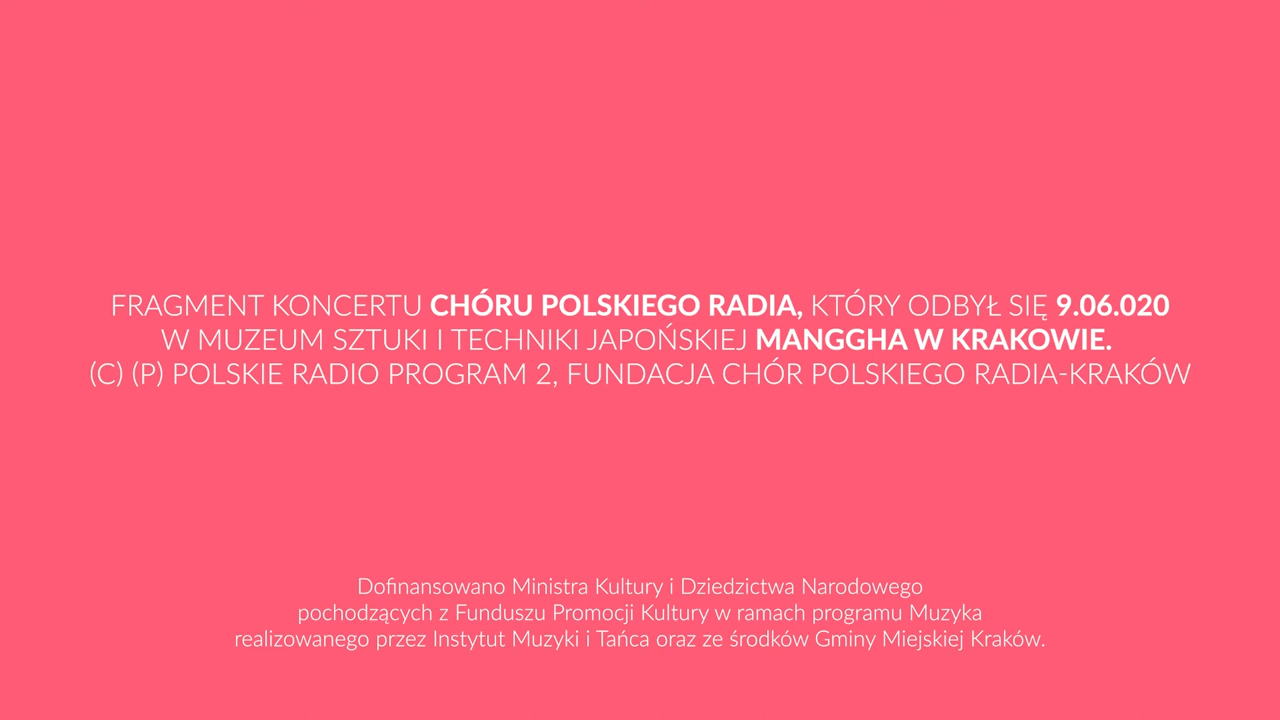 FRAGMENT KONCERTU CHÓRU POLSKIEGO RADIA, KTÓRY ODBYŁ SIĘ 9.06.020
W MUZEUM SZTUKI I TECHNIKI JAPOŃSKIEJ MANGGHA W KRAKOWIE.
(C) (P) POLSKIE RADIO PROGRAM 2, FUNDACJA CHÓR POLSKIEGO RADIA-KRAKÓW
Dofinansowano Ministra Kultury i Dziedzictwa Narodowego
pochodzących z Funduszu Promocji Kultury w ramach programu Muzyka
realizowanego przez Instytut Muzyki i Tańca oraz ze środków Gminy Miejskiej Kraków.